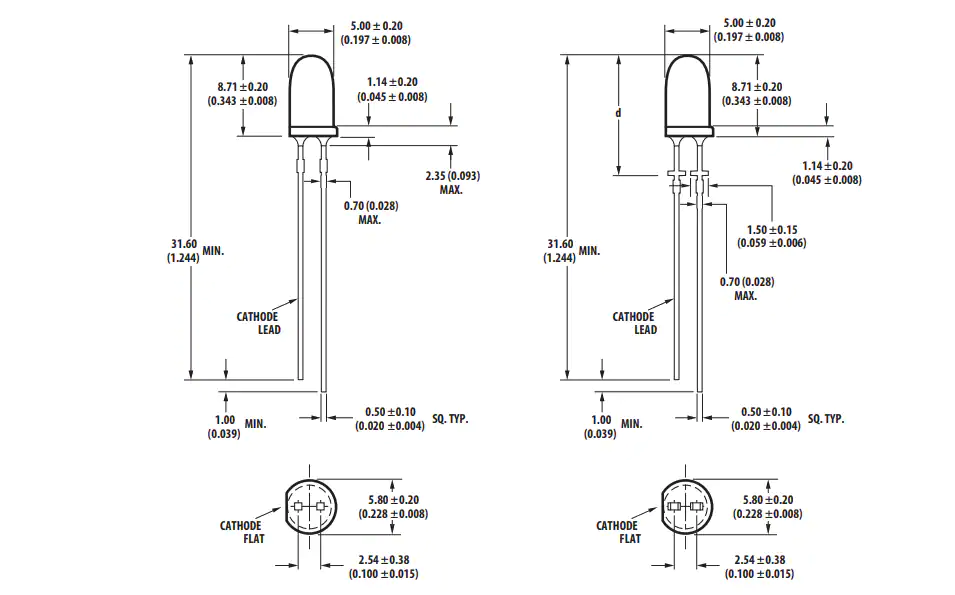 5.00 ±0.20
(0.197 ±0.008)
8.71 ±0.20
(0.343 ±0.008)
1.14 ±0.20
(0.045 ±0.008)
2.35 (0.093)
MAX.
0.70 (0.028)
MAX.
31.60
(1.244)
MIN.
CATHODE
LEAD
1.00
(0.039)
MIN.
0.50 ±0.10
(0.020 ±0.004)
SQ. TYP.
5.80 ±0.20
(0.228 ±0.008)
CATHODE
FLAT
2.54 ±0.38
(0.100 ±0.015)
5.00 ±0.20
(0.197 ±0.008)
d
8.71 ±0.20
(0.343 ±0.008)
1.14 ±0.20
(0.045 ±0.008)
1.50 ±0.15
(0.059 ±0.006)
31.60
(1.244)
MIN.
0.70 (0.028)
MAX.
CATHODE
LEAD
1.00
(0.039)
MIN.
0.50 ±0.10
(0.020 ±0.004)
SQ. TYP.
5.80 ±0.20
(0.228 ±0.008)
CATHODE
FLAT
2.54 ±0.38
(0.100 ±0.015)